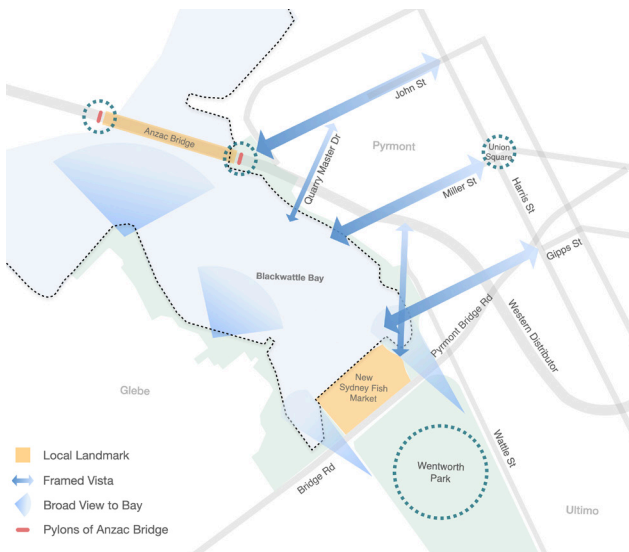 John St
Anzac Bridge
Quarry Master Dr
Pyrmont
Union
Square
Miller St
Harris St
Gipps St
Blackwattle Bay
Pyrmont Bridge Rd
Western Distributor
New
Sydney Fish
Market
Glebe
Wattle St
Local Landmark
Framed Vista
Bridge Rd
Wentworth
Park
Broad View to Bay
Ultimo
Pylons of Anzac Bridge